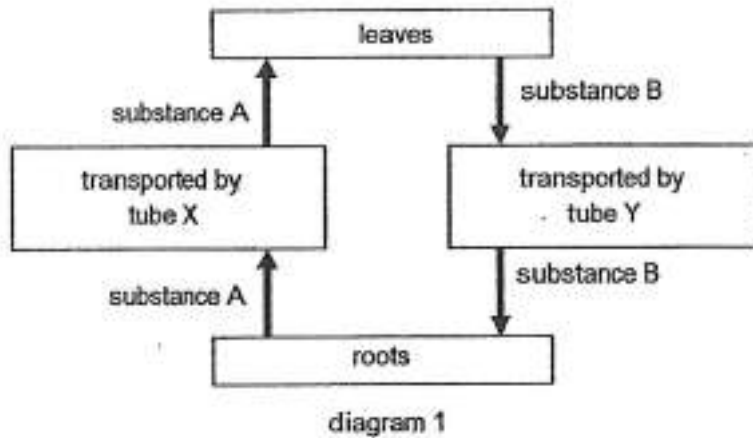 leaves
substance A
substance B
transported by
tube X
transported by
tube Y
substance A
substance B
roots
diagram 1